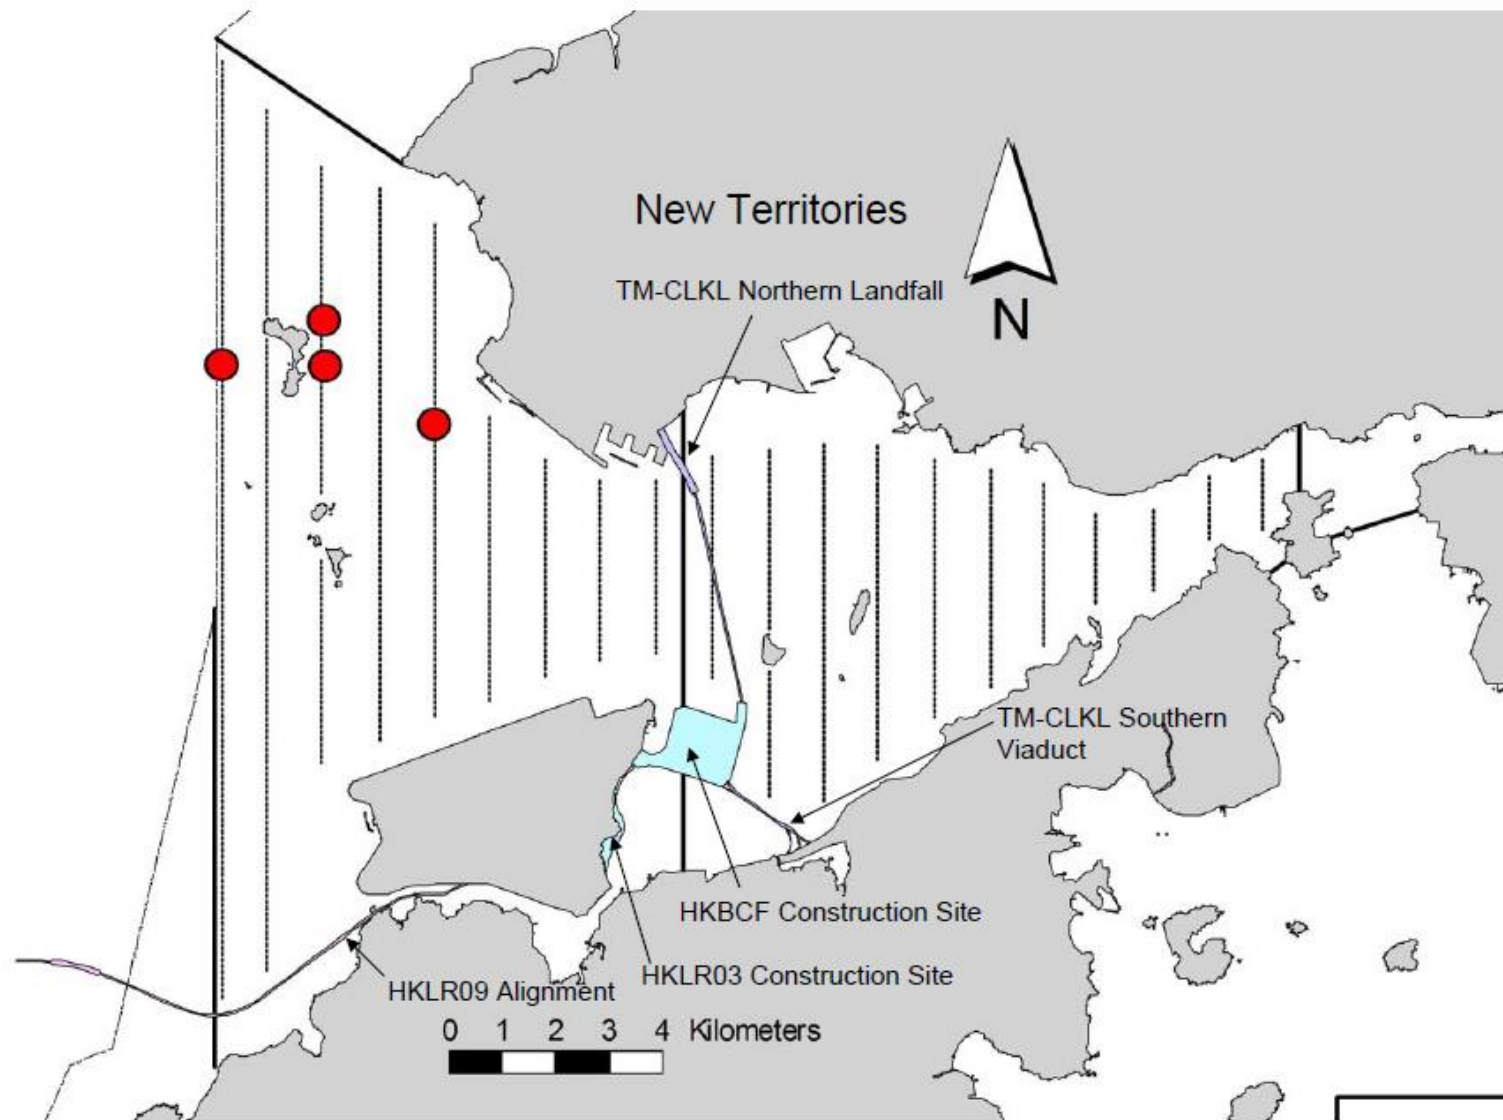 New Territories
TM-CLKL Northern Landfall
N
TM-CLKL Southern
Viaduct
HKBCF Construction Site
HKLR03 Construction Site
HKLR09 Alignment
0 1 2 3 4 Kilometers